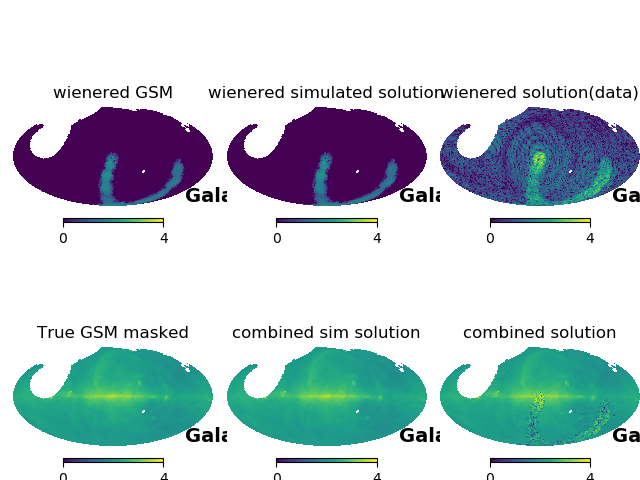 wienered GSM
wienered simulated solution
wienered solution(data)
Gala
Gala
Ga
0 4
0 4
0 4
True GSM masked
combined sim solution
combined solution
Gala
Gala
Ga
0 4
0 4
0 4